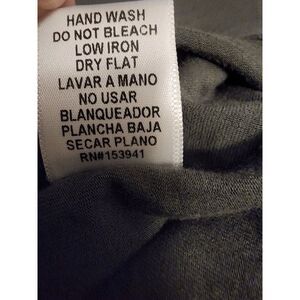 HAND WASH
DO NOT BLEACH
LOW IRON
DRY FLAT
LAVAR A MANO
NO USAR
BLANQUEADOR
PLANCHA BAJA
SECAR PLANO
RN#153941